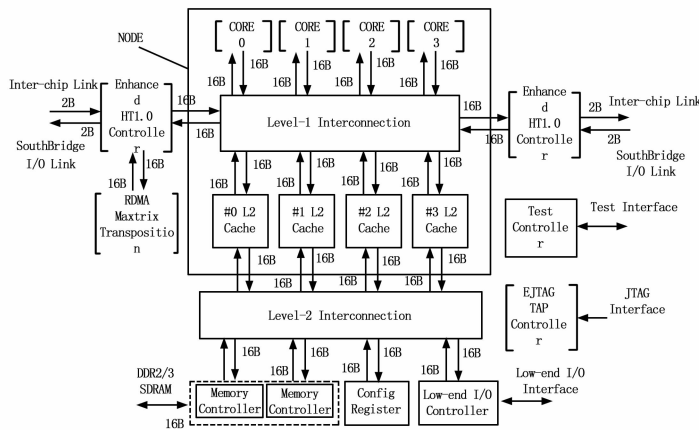 NODE
CORE
0
CORE
1
CORE
2
CORE
3
16B
16B
16B
16B
16B
16B
16B
16B
Inter-chip Link
2B
2B
SouthBridge
I/O Link
Enhance
d
HT1.0
Controlle
r
16B
16B
Level-1 Interconnection
16B
16B
Enhance
d
HT1.0
Controlle
r
2B
Inter-chip Link
2B
SouthBridge
I/O Link
16B
16B
RDMA
Maxtrix
Transpositio
n
16B
16B
16B
16B
16B
16B
16B
16B
#0 L2
Cache
#1 L2
Cache
#2 L2
Cache
#3 L2
Cache
Test
Controlle
r
Test Interface
16B
16B
16B
16B
16B
16B
16B
16B
Level-2 Interconnection
EJTAG
TAP
Controlle
r
JTAG
Interface
16B
16B
16B
16B
16B
16B
16B
16B
DDR2/3
SDRAM
16B
Memory
Controller
Memory
Controller
Config
Register
Low-end I/O
Controller
Low-end I/O
Interface